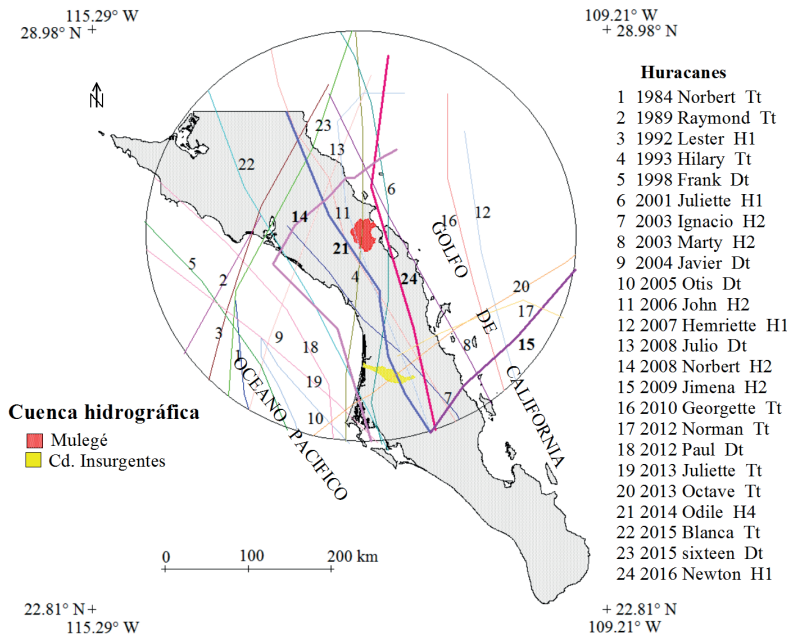 115.29° W
28.98° N +
109.21° W
+ 28.98° N
N
Huracanes
1 1984 Norbert Tt
2 1989 Raymond Tt
3 1992 Lester H1
4 1993 Hilary Tt
5 1998 Frank Dt
6 2001 Juliette H1
7 2003 Ignacio H2
8 2003 Marty H2
9 2004 Javier Dt
10 2005 Otis Dt
11 2006 John H2
12 2007 Hemriette H1
13 2008 Julio Dt
14 2008 Norbert H2
15 2009 Jimena H2
16 2010 Georgette Tt
17 2012 Norman Tt
18 2012 Paul Dt
19 2013 Juliette Tt
20 2013 Octave Tt
21 2014 Odile H4
22 2015 Blanca Tt
23 2015 sixteen Dt
24 2016 Newton H1
23
13
22
6
14
11
16
12
21
5
2
4
24
20
17
3
1
9
18
8
15
19
7
10
GOLFO DE CALIFORNIA
OCEANO PACIFICO
Cuenca hidrográfica
Mulegé
Cd. Insurgentes
0 100 200 km
22.81° N +
115.29° W
+ 22.81° N
109.21° W